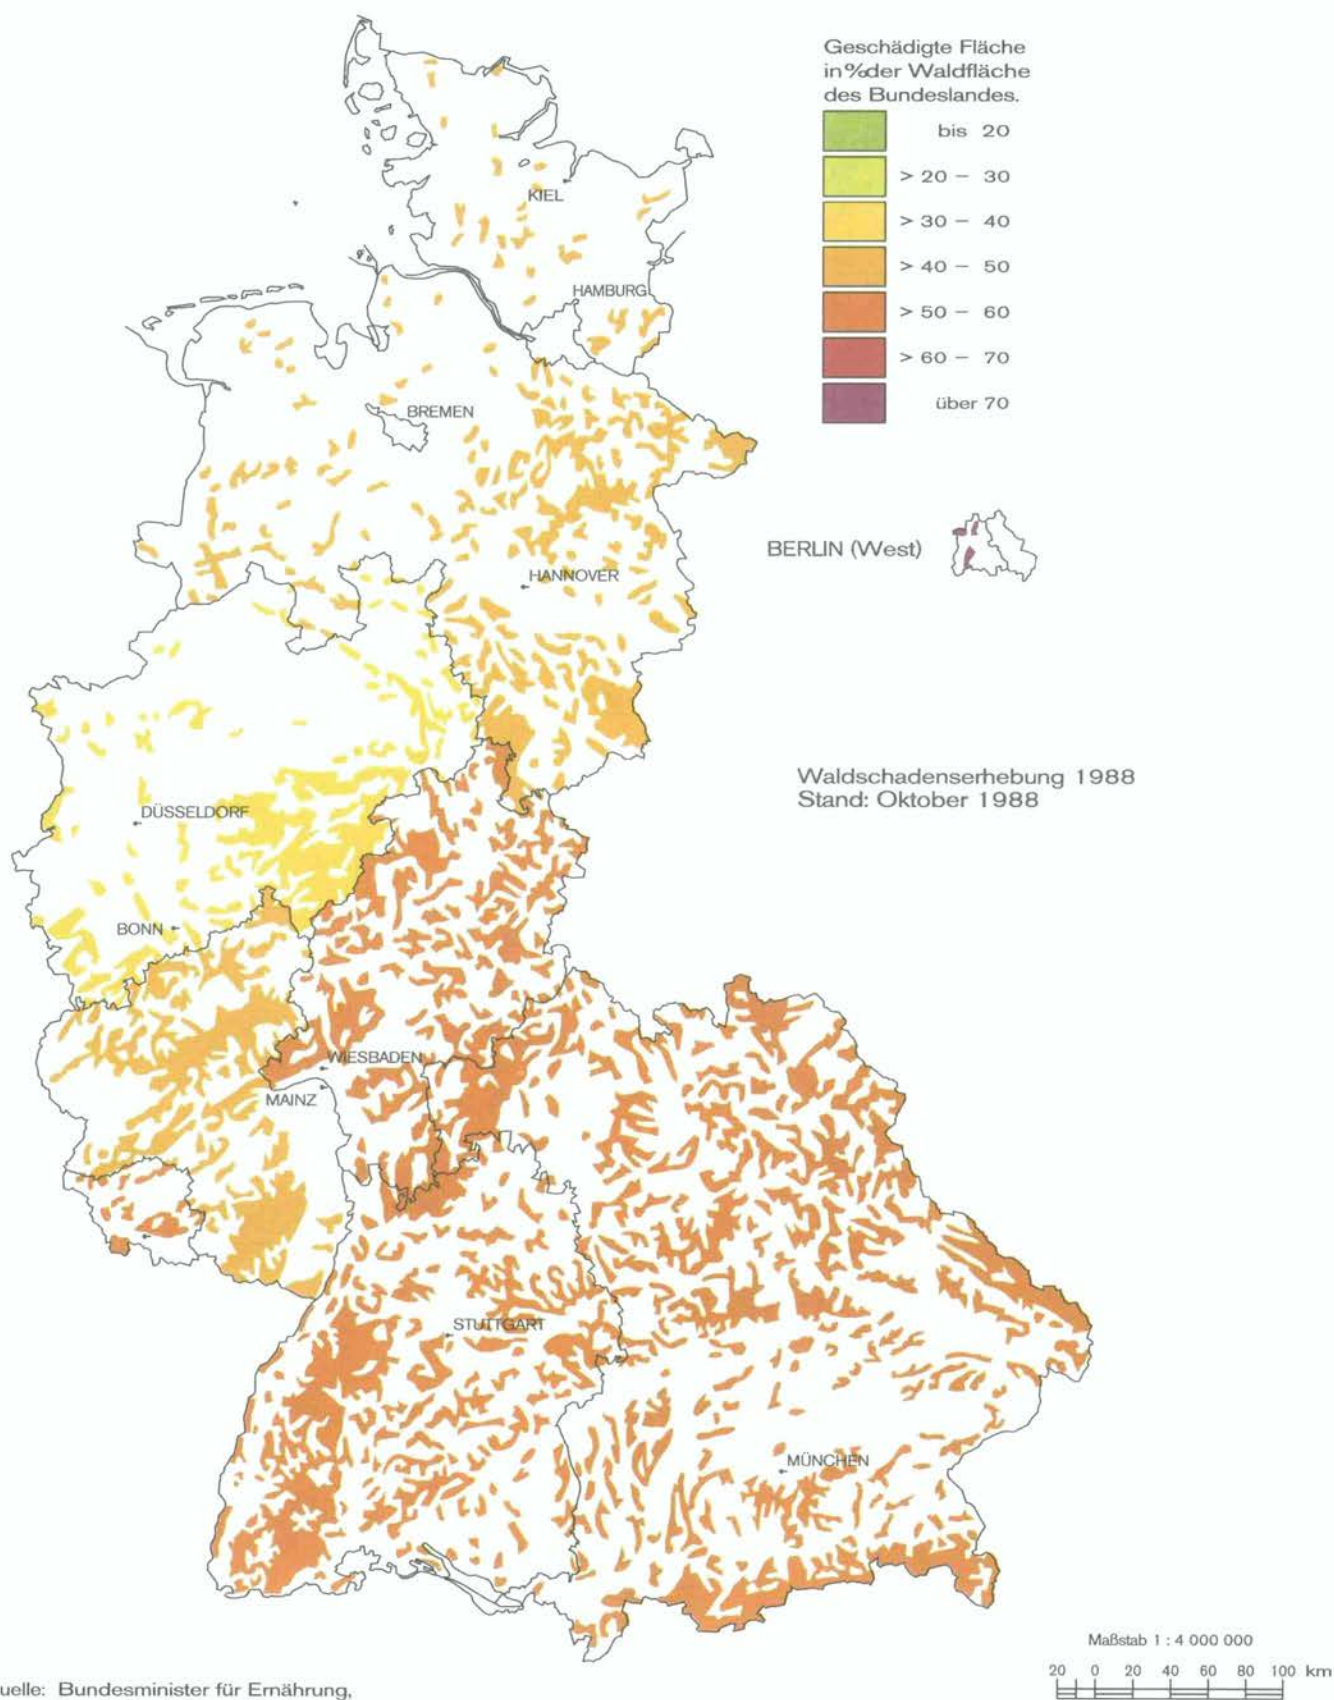 Geschädigte Fläche
in%der Waldfläche
des Bundeslandes.
bis 20
> 20 – 30
> 30 – 40
> 40 – 50
> 50 – 60
> 60 – 70
über 70
KIEL
HAMBURG
BREMEN
BERLIN (West)
HANNOVER
Waldschadenserhebung 1988
Stand: Oktober 1988
DÜSSELDORF
BONN
WIESBADEN
MAINZ
STUTTGART
MÜNCHEN
Maßstab 1 : 4 000 000
20 0 20 40 60 80 100 km
uelle: Bundesminister für Ernährung,